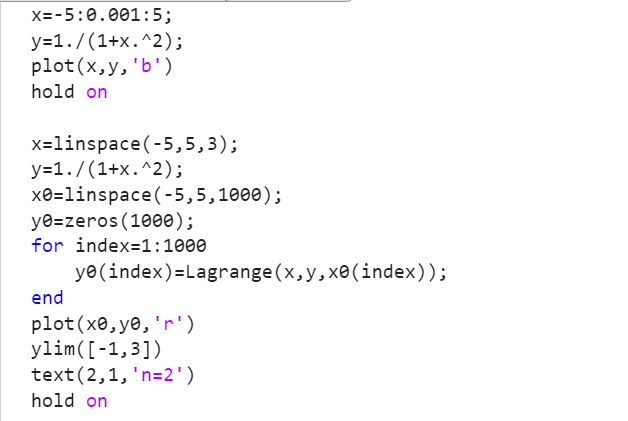 x=-5:0.001:5;
y=1./(1+x.^2);
plot(x,y,'b')
hold on
x=linspace(-5,5,3);
y=1./(1+x.^2);
x0=linspace(-5,5,1000);
y0=zeros(1000);
for index=1:1000
    y0(index)=Lagrange(x,y,x0(index));
end
plot(x0,y0,'r')
ylim([-1,3])
text(2,1,'n=2')
hold on